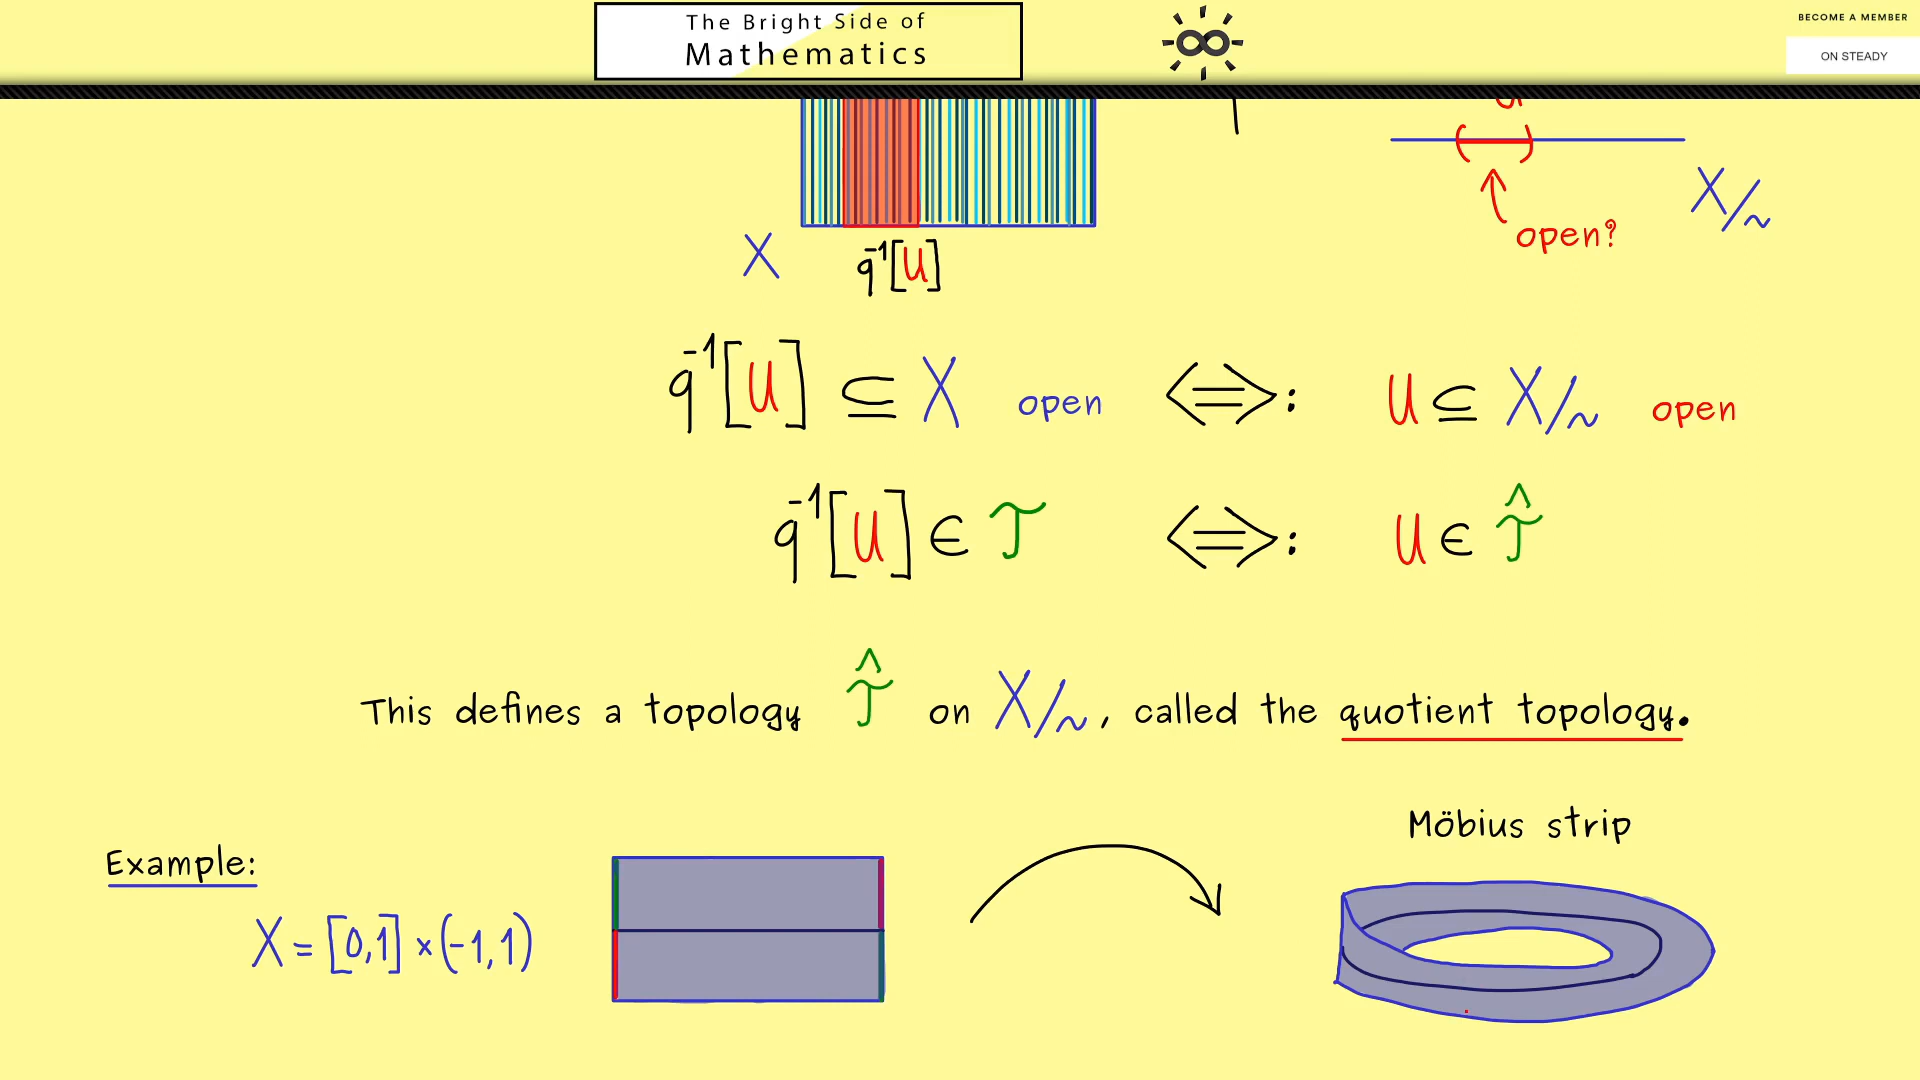 The Bright Side of
Mathematics
BECOME A MEMBER
ON STEADY
X
q⁻¹[U]
open?
X/~
q⁻¹[U] ⊆ X open ⟺: U ⊆ X/~ open
q⁻¹[U] ∈ 𝒯 ⟺: U ∈ 𝒯̂
This defines a topology 𝒯̂ on X/~, called the quotient topology.
Möbius strip
Example:
X = [0,1] × (-1,1)